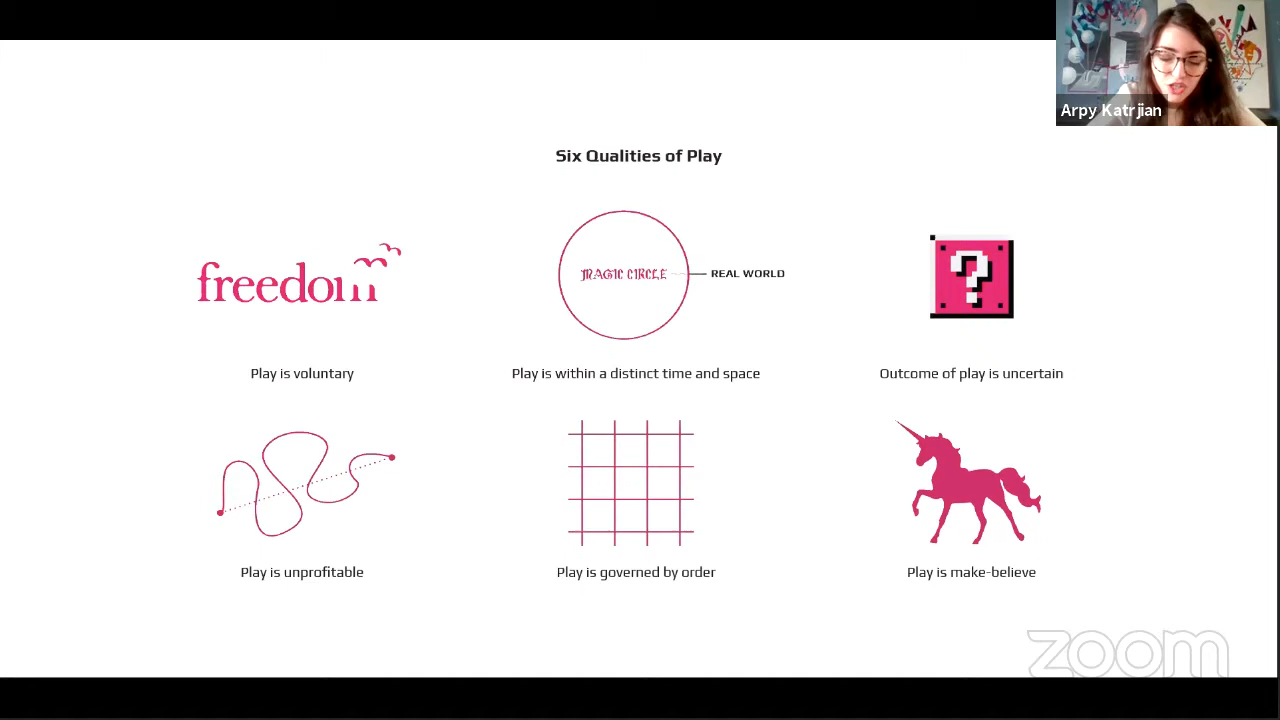 Arpy Katrjian
Six Qualities of Play
freedom
MAGIC CIRCLE
REAL WORLD
?
Play is voluntary
Play is within a distinct time and space
Outcome of play is uncertain
Play is unprofitable
Play is governed by order
Play is make-believe
zoom